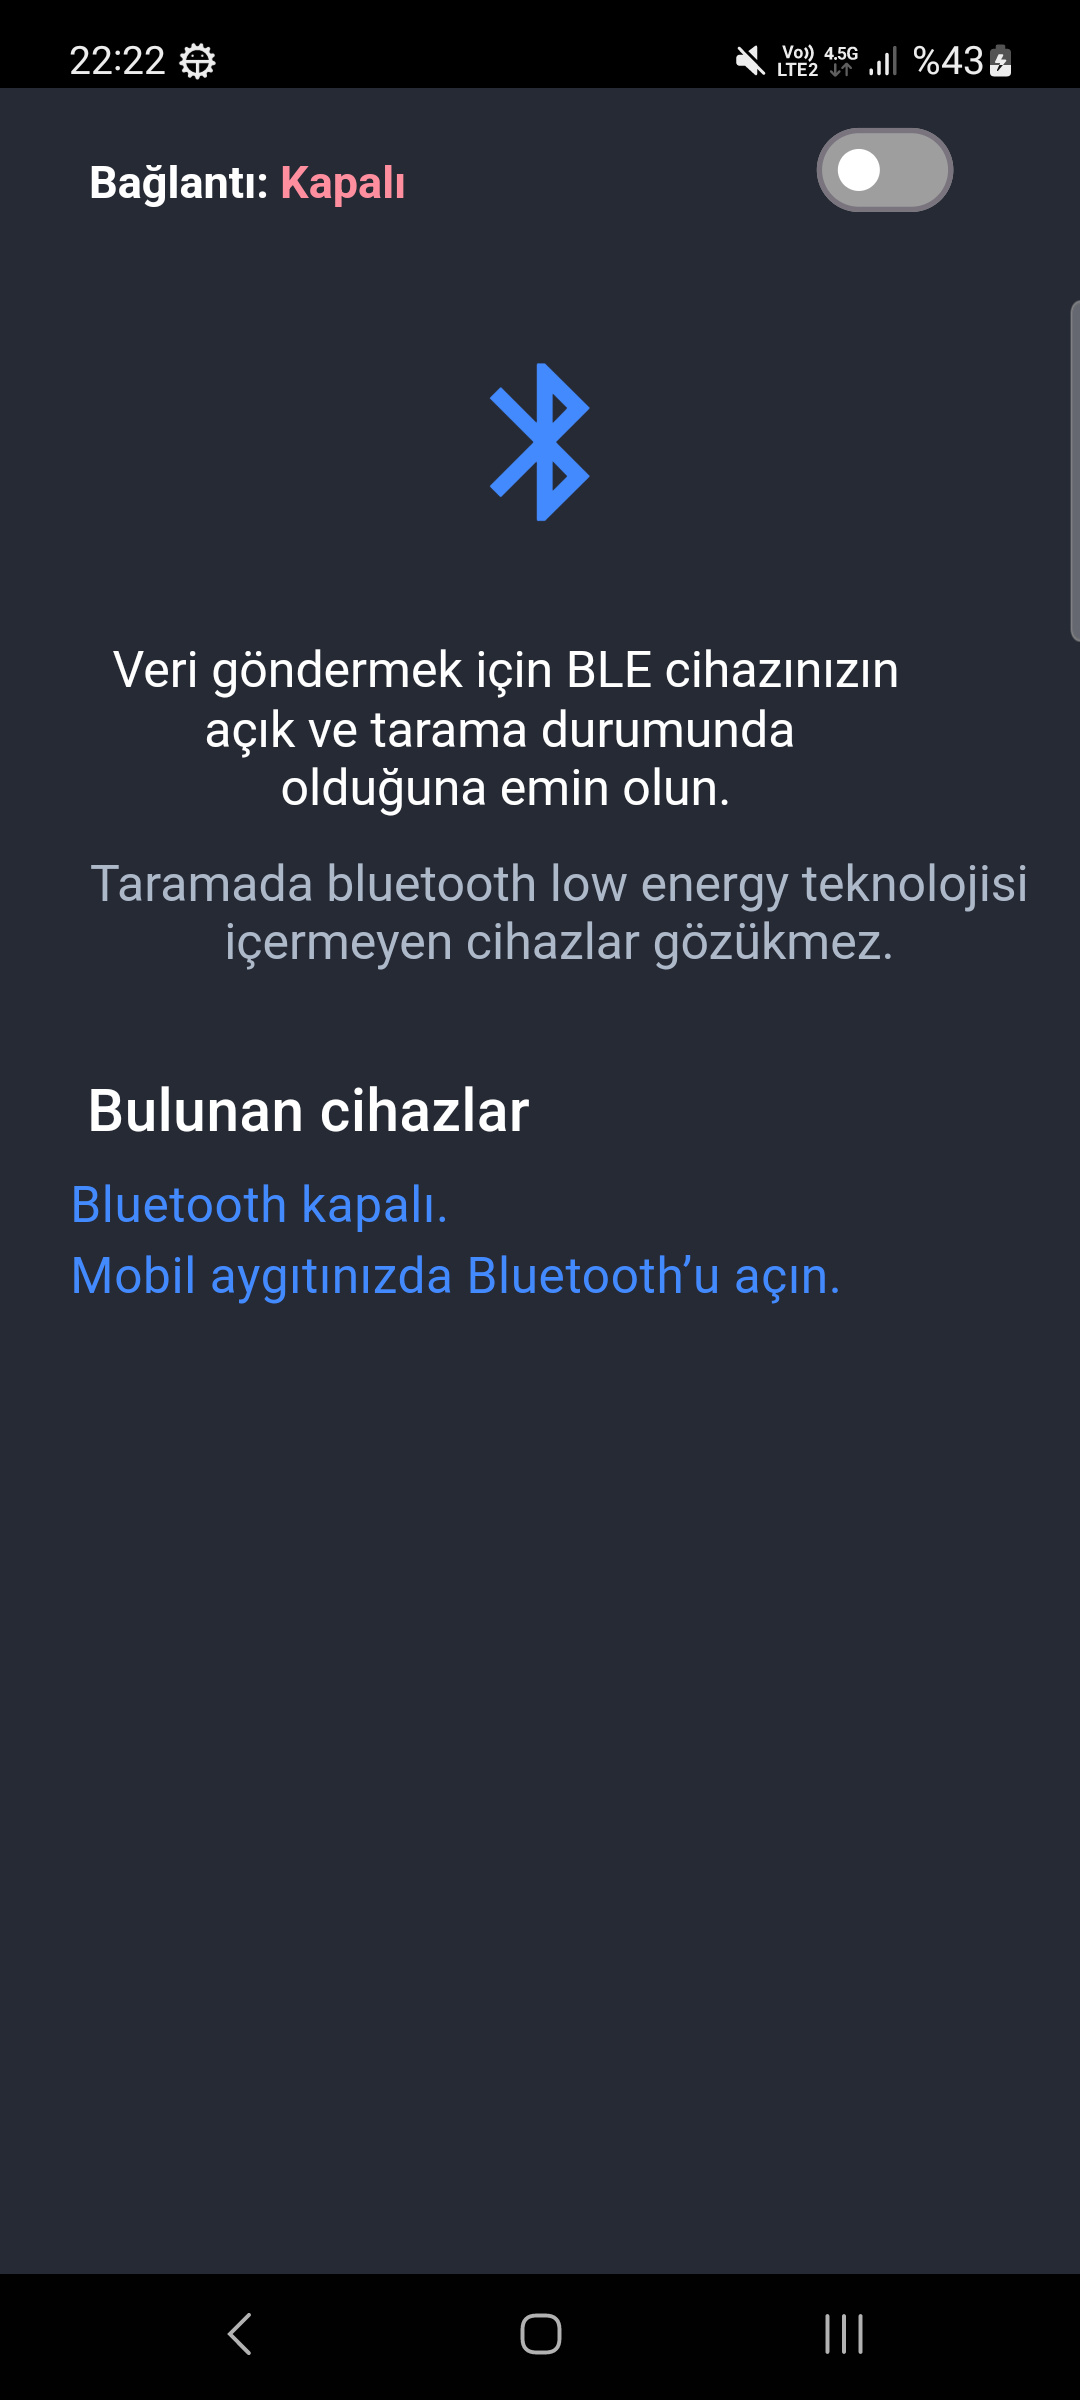 22:22
Vo)) 4.5G
LTE2
%43
Bağlantı: Kapalı
Veri göndermek için BLE cihazınızın
açık ve tarama durumunda
olduğuna emin olun.
Taramada bluetooth low energy teknolojisi
içermeyen cihazlar gözükmez.
Bulunan cihazlar
Bluetooth kapalı.
Mobil aygıtınızda Bluetooth’u açın.